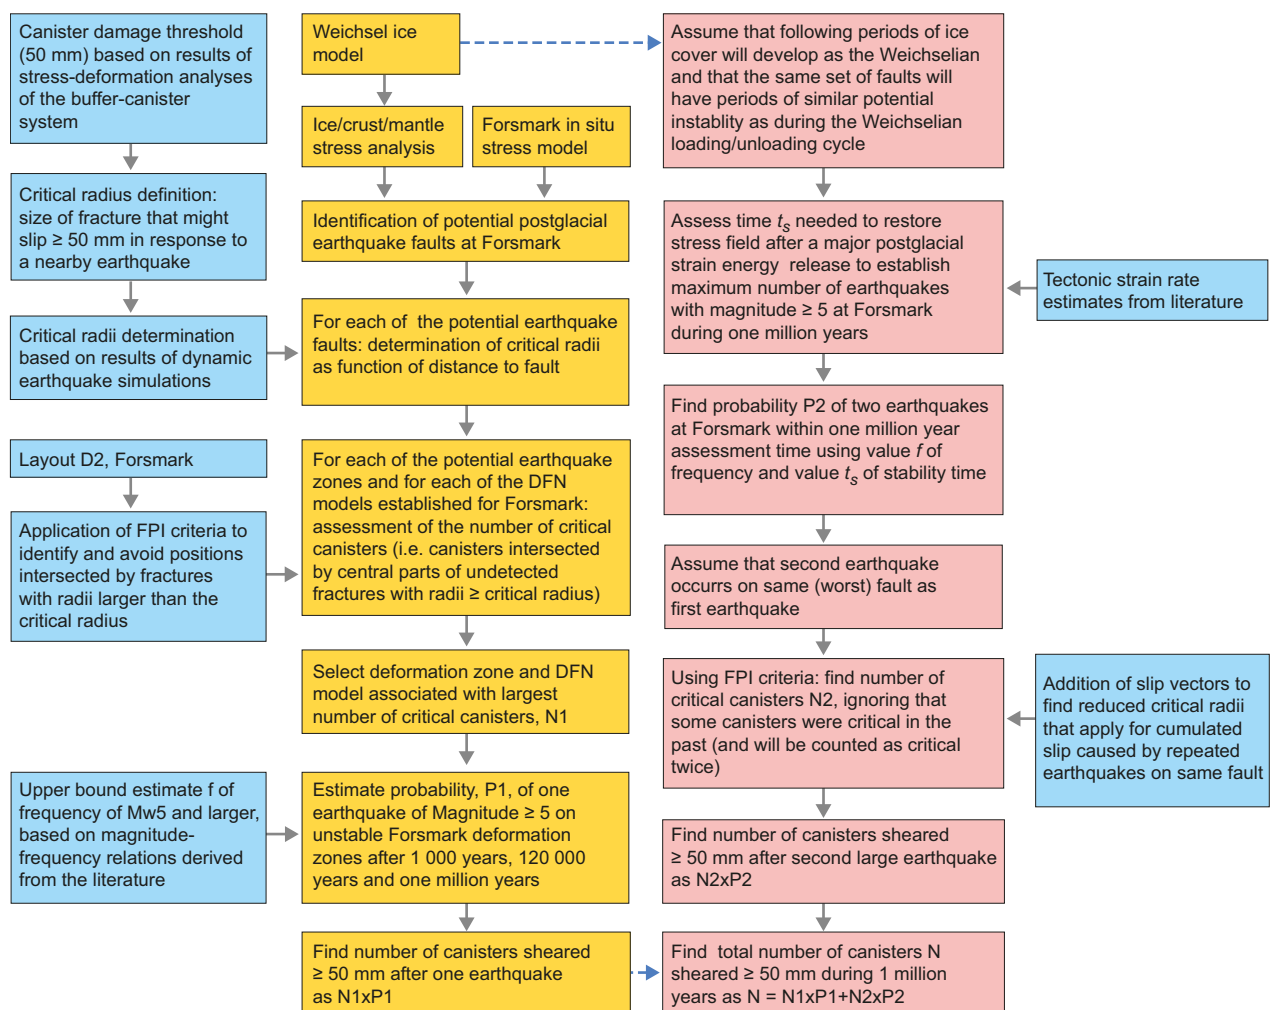 Canister damage threshold
(50 mm) based on results of
stress-deformation analyses
of the buffer-canister
system
Critical radius definition:
size of fracture that might
slip ≥ 50 mm in response to
a nearby earthquake
Critical radii determination
based on results of dynamic
earthquake simulations
Layout D2, Forsmark
Application of FPI criteria to
identify and avoid positions
intersected by fractures
with radii larger than the
critical radius
Upper bound estimate f of
frequency of Mw5 and larger,
based on magnitude-
frequency relations derived
from the literature
Weichsel ice
model
Ice/crust/mantle
stress analysis
Forsmark in situ
stress model
Identification of potential postglacial
earthquake faults at Forsmark
For each of the potential earthquake
faults: determination of critical radii
as function of distance to fault
For each of the potential earthquake
zones and for each of the DFN
models established for Forsmark:
assessment of the number of critical
canisters (i.e. canisters intersected
by central parts of undetected
fractures with radii ≥ critical radius)
Select deformation zone and DFN
model associated with largest
number of critical canisters, N1
Estimate probability, P1, of one
earthquake of Magnitude ≥ 5 on
unstable Forsmark deformation
zones after 1 000 years, 120 000
years and one million years
Find number of canisters sheared
≥ 50 mm after one earthquake
as N1xP1
Assume that following periods of ice
cover will develop as the Weichselian
and that the same set of faults will
have periods of similar potential
instablity as during the Weichselian
loading/unloading cycle
Assess time ts needed to restore
stress field after a major postglacial
strain energy release to establish
maximum number of earthquakes
with magnitude ≥ 5 at Forsmark
during one million years
Find probability P2 of two earthquakes
at Forsmark within one million year
assessment time using value f of
frequency and value ts of stability time
Assume that second earthquake
occurrs on same (worst) fault as
first earthquake
Using FPI criteria: find number of
critical canisters N2, ignoring that
some canisters were critical in the
past (and will be counted as critical
twice)
Find number of canisters sheared
≥ 50 mm after second large earthquake
as N2xP2
Find total number of canisters N
sheared ≥ 50 mm during 1 million
years as N = N1xP1+N2xP2
Tectonic strain rate
estimates from literature
Addition of slip vectors to
find reduced critical radii
that apply for cumulated
slip caused by repeated
earthquakes on same fault